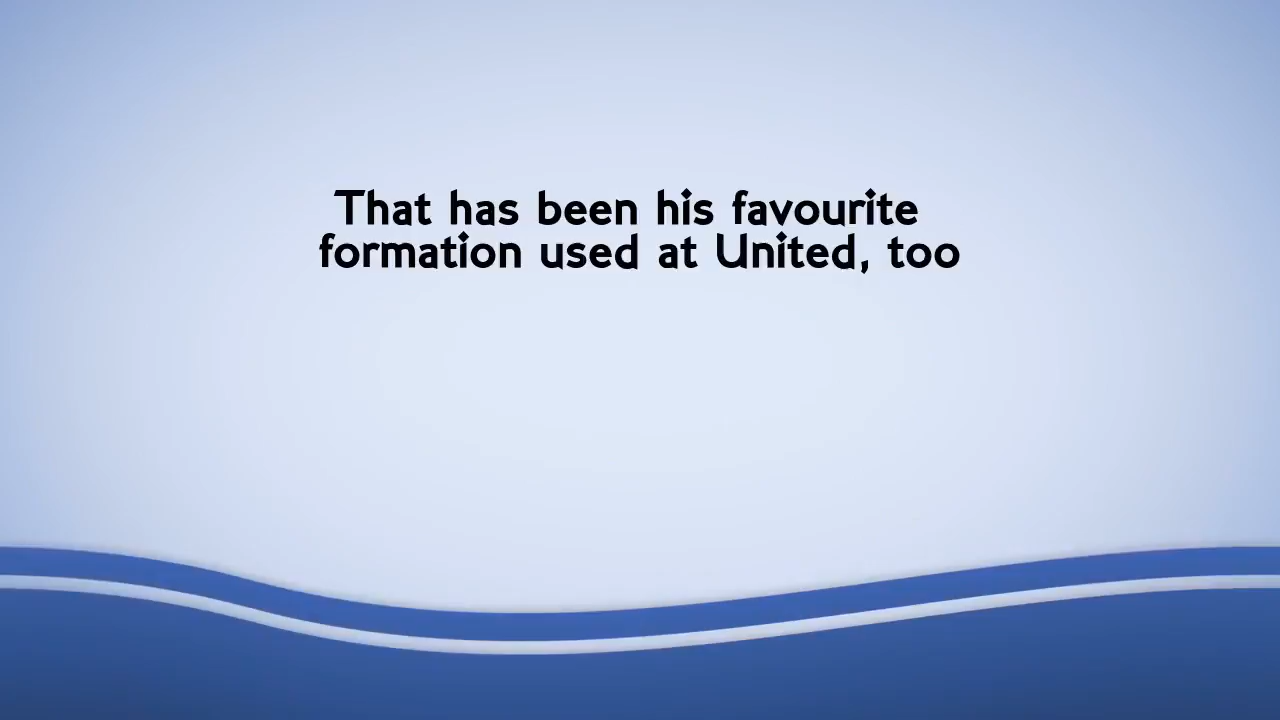 That has been his favourite
formation used at United, too